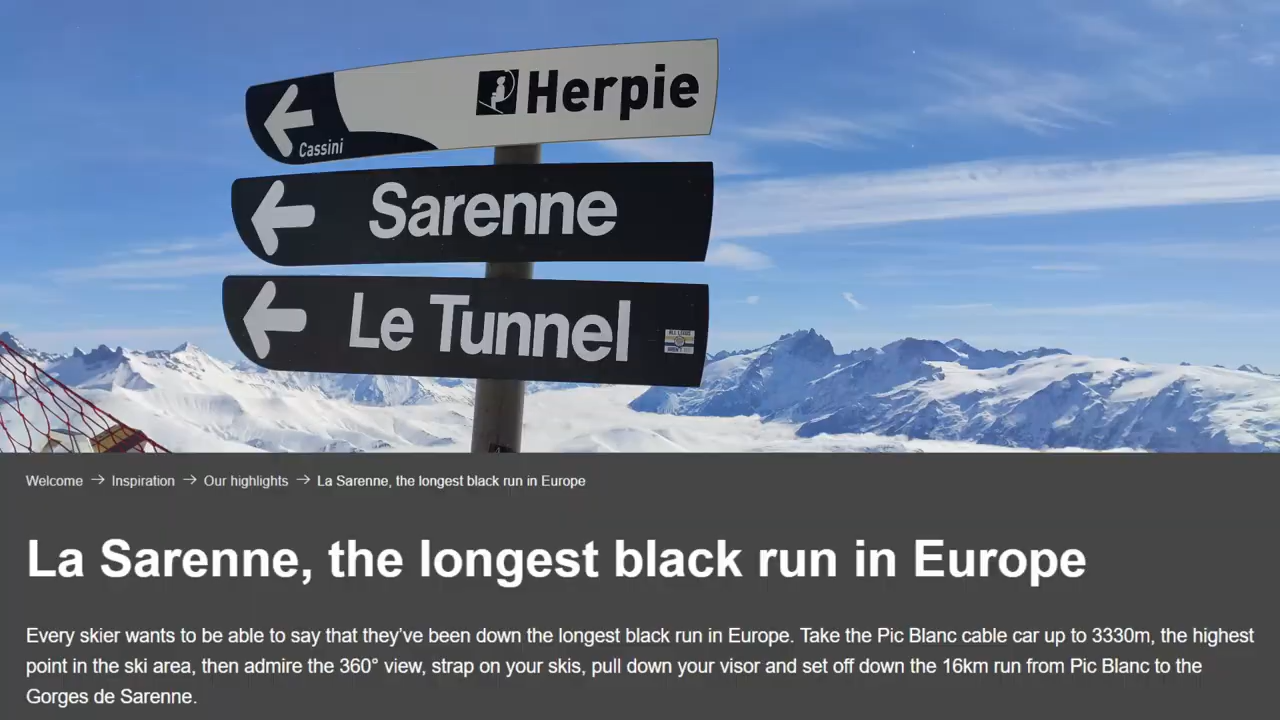 Herpie
Cassini
Sarenne
Le Tunnel
Welcome → Inspiration → Our highlights → La Sarenne, the longest black run in Europe
La Sarenne, the longest black run in Europe
Every skier wants to be able to say that they’ve been down the longest black run in Europe. Take the Pic Blanc cable car up to 3330m, the highest
point in the ski area, then admire the 360° view, strap on your skis, pull down your visor and set off down the 16km run from Pic Blanc to the
Gorges de Sarenne.